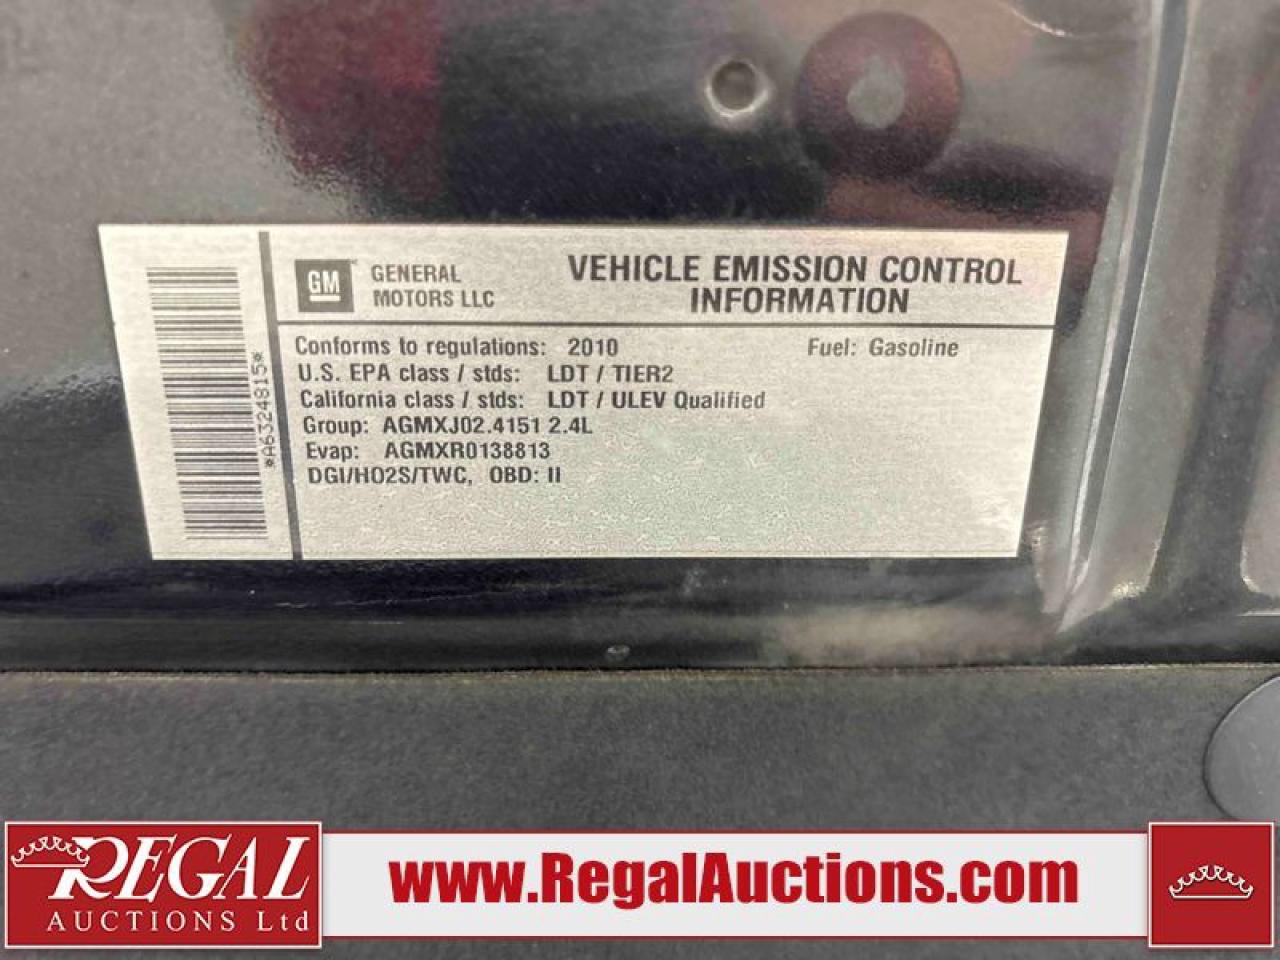 *A6324815*
GM
GENERAL
MOTORS LLC
VEHICLE EMISSION CONTROL
INFORMATION
Conforms to regulations: 2010 Fuel: Gasoline
U.S. EPA class / stds: LDT / TIER2
California class / stds: LDT / ULEV Qualified
Group: AGMXJ02.4151 2.4L
Evap: AGMXR0138813
DGI/HO2S/TWC, OBD: II
REGAL
AUCTIONS Ltd
www.RegalAuctions.com